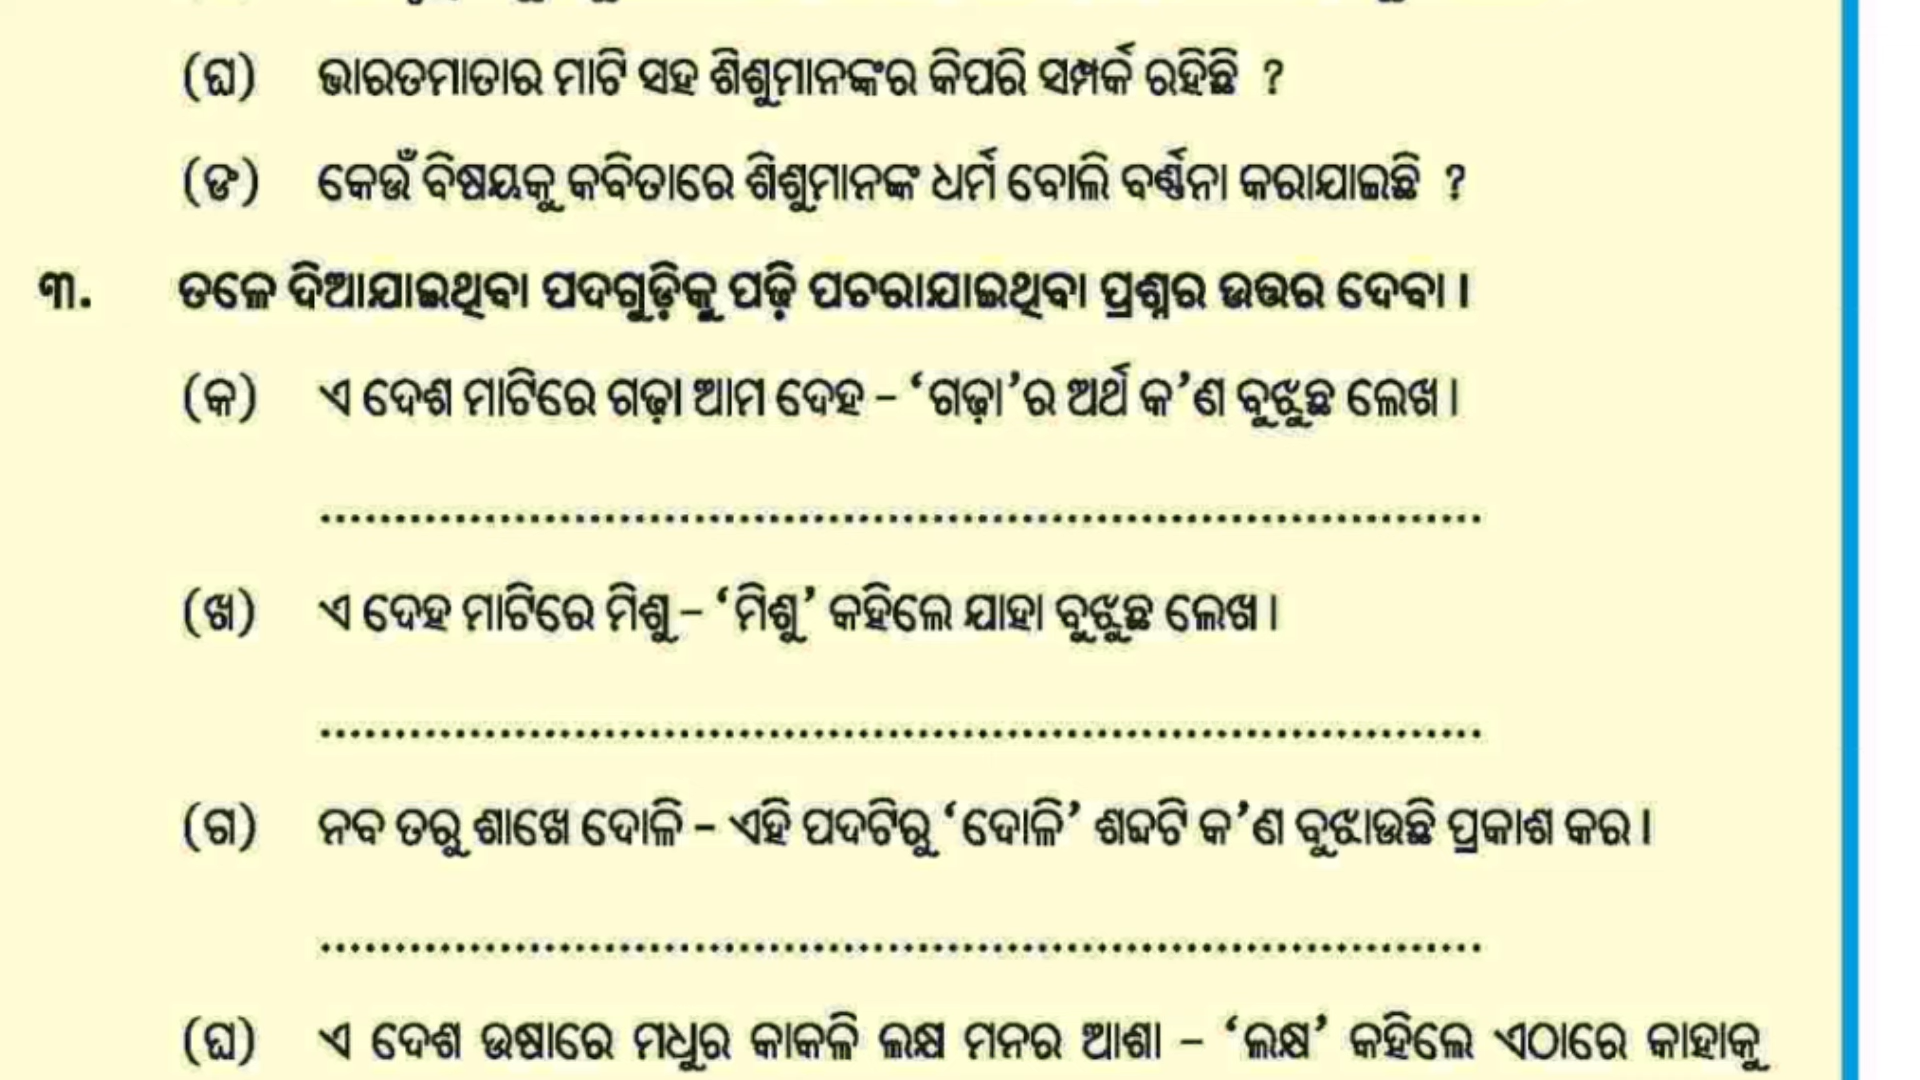 (ଘ) ଭାରତମାତାର ମାଟି ସହ ଶିଶୁମାନଙ୍କର କିପରି ସମ୍ପର୍କ ରହିଛି ?
(ଙ) କେଉଁ ବିଷୟକୁ କବିତାରେ ଶିଶୁମାନଙ୍କ ଧର୍ମ ବୋଲି ବର୍ଣ୍ଣନା କରାଯାଇଛି ?
୩. ତଳେ ଦିଆଯାଇଥିବା ପଦଗୁଡ଼ିକୁ ପଢ଼ି ପଚରାଯାଇଥିବା ପ୍ରଶ୍ନର ଉତ୍ତର ଦେବା ।
(କ) ଏ ଦେଶ ମାଟିରେ ଗଢ଼ା ଆମ ଦେହ – ‘ଗଢ଼ା’ର ଅର୍ଥ କ’ଣ ବୁଝୁଛ ଲେଖ ।
................................................................................
(ଖ) ଏ ଦେହ ମାଟିରେ ମିଶୁ – ‘ମିଶୁ’ କହିଲେ ଯାହା ବୁଝୁଛ ଲେଖ ।
................................................................................
(ଗ) ନବ ତରୁ ଶାଖେ ଦୋଳି – ଏହି ପଦଟିରୁ ‘ଦୋଳି’ ଶବ୍ଦଟି କ’ଣ ବୁଝାଉଛି ପ୍ରକାଶ କର ।
................................................................................
(ଘ) ଏ ଦେଶ ଉଷାରେ ମଧୁର କାକଳି ଲକ୍ଷ ମନର ଆଶା – ‘ଲକ୍ଷ’ କହିଲେ ଏଠାରେ କାହାକୁ